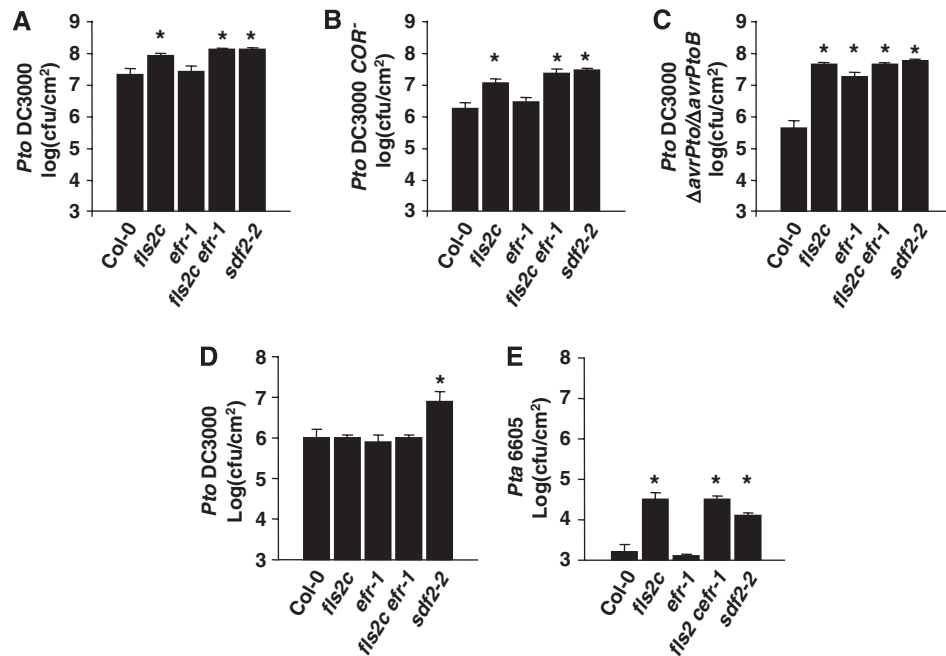 A
Pto DC3000
log(cfu/cm²)
9
8
7
6
5
4
3
* * *
Col-0
fls2c
efr-1
fls2c efr-1
sdf2-2
B
Pto DC3000 COR⁻
log(cfu/cm²)
9
8
7
6
5
4
3
* * *
Col-0
fls2c
efr-1
fls2c efr-1
sdf2-2
C
Pto DC3000
ΔavrPto/ΔavrPtoB
log(cfu/cm²)
9
8
7
6
5
4
3
* * * *
Col-0
fls2c
efr-1
fls2c efr-1
sdf2-2
D
Pto DC3000
Log(cfu/cm²)
8
7
6
5
4
3
*
Col-0
fls2c
efr-1
fls2c efr-1
sdf2-2
E
Pta 6605
Log(cfu/cm²)
8
7
6
5
4
3
* * *
Col-0
fls2c
efr-1
fls2 cefr-1
sdf2-2